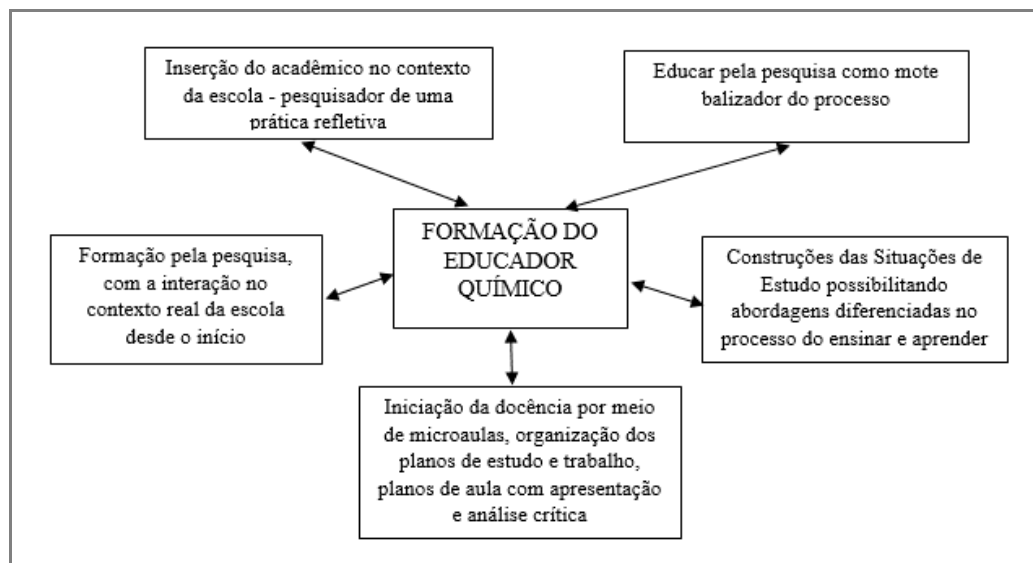 Inserção do acadêmico no contexto
da escola - pesquisador de uma
prática refletiva
Educar pela pesquisa como mote
balizador do processo
FORMAÇÃO DO
EDUCADOR
QUÍMICO
Formação pela pesquisa,
com a interação no
contexto real da escola
desde o início
Construções das Situações de
Estudo possibilitando
abordagens diferenciadas no
processo do ensinar e aprender
Iniciação da docência por meio
de microaulas, organização dos
planos de estudo e trabalho,
planos de aula com apresentação
e análise crítica